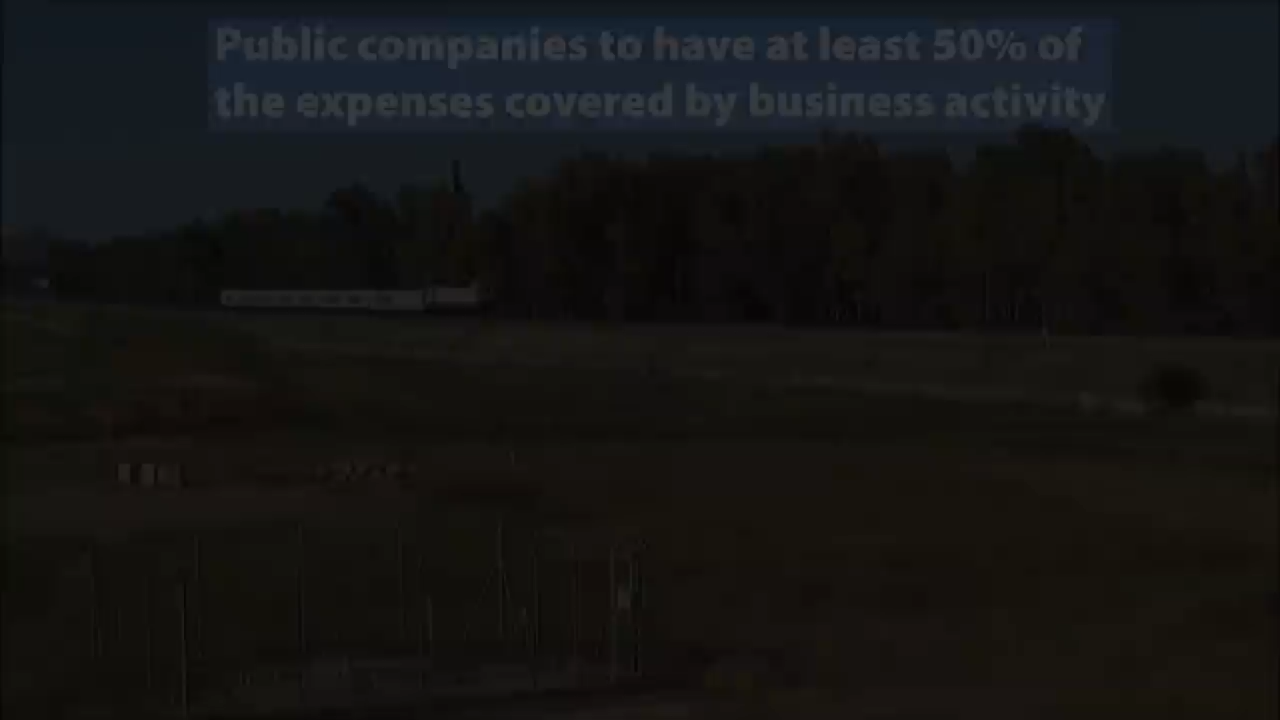 Public companies to have at least 50% of
the expenses covered by business activity